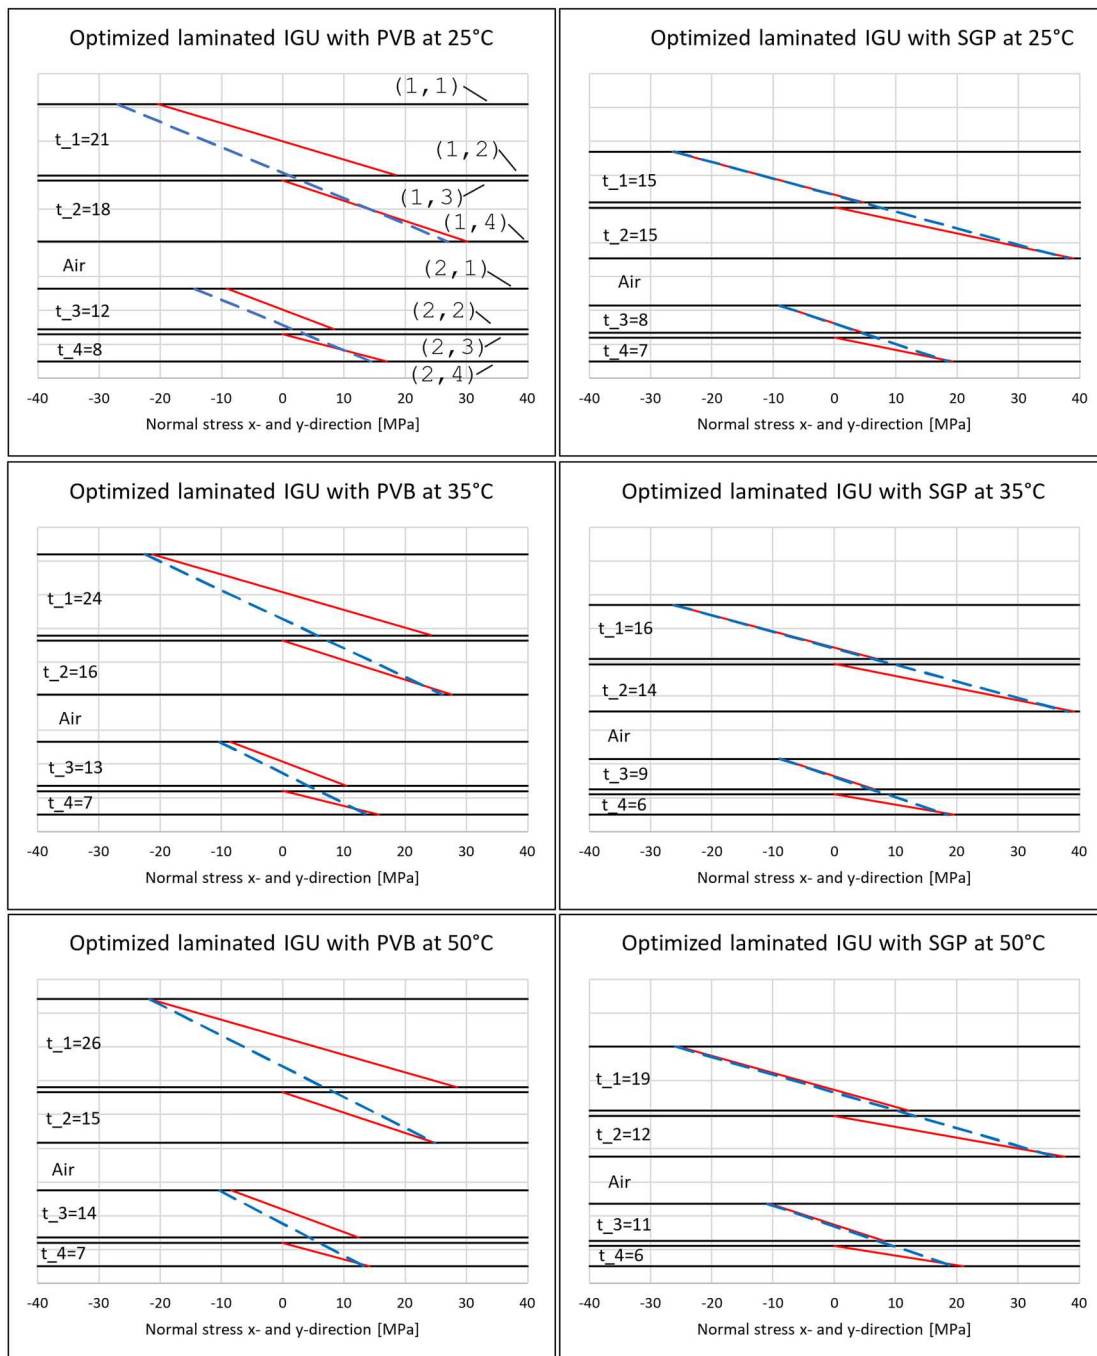 Optimized laminated IGU with PVB at 25°C
(1,1)
t_1=21
(1,2)
(1,3)
t_2=18
(1,4)
Air
(2,1)
t_3=12
(2,2)
t_4=8
(2,3)
(2,4)
-40 -30 -20 -10 0 10 20 30 40
Normal stress x- and y-direction [MPa]
Optimized laminated IGU with SGP at 25°C
t_1=15
t_2=15
Air
t_3=8
t_4=7
-40 -30 -20 -10 0 10 20 30 40
Normal stress x- and y-direction [MPa]
Optimized laminated IGU with PVB at 35°C
t_1=24
t_2=16
Air
t_3=13
t_4=7
-40 -30 -20 -10 0 10 20 30 40
Normal stress x- and y-direction [MPa]
Optimized laminated IGU with SGP at 35°C
t_1=16
t_2=14
Air
t_3=9
t_4=6
-40 -30 -20 -10 0 10 20 30 40
Normal stress x- and y-direction [MPa]
Optimized laminated IGU with PVB at 50°C
t_1=26
t_2=15
Air
t_3=14
t_4=7
-40 -30 -20 -10 0 10 20 30 40
Normal stress x- and y-direction [MPa]
Optimized laminated IGU with SGP at 50°C
t_1=19
t_2=12
Air
t_3=11
t_4=6
-40 -30 -20 -10 0 10 20 30 40
Normal stress x- and y-direction [MPa]